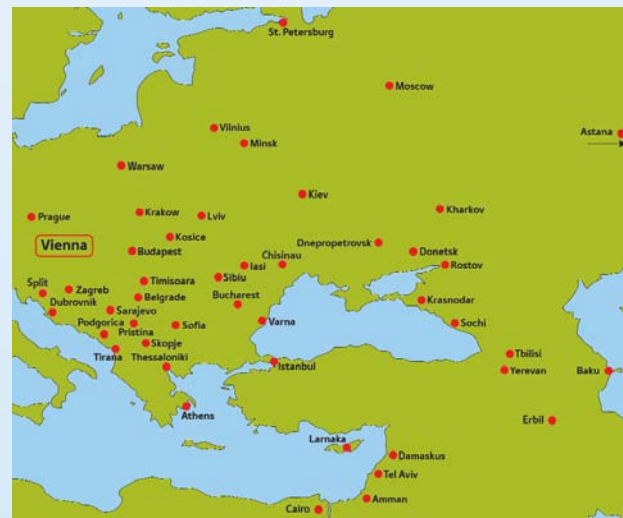 St. Petersburg
Moscow
Vilnius
Astana
Minsk
Warsaw
Kiev
Kharkov
Krakow
Lviv
Prague
Kosice
Vienna
Dnepropetrovsk
Budapest
Donetsk
Chisinau
Iasi
Rostov
Sibiu
Timisoara
Split
Zagreb
Belgrade
Bucharest
Krasnodar
Dubrovnik
Sarajevo
Podgorica
Pristina
Sofia
Varna
Sochi
Skopje
Tirana
Thessaloniki
Istanbul
Tbilisi
Yerevan
Baku
Athens
Erbil
Larnaka
Damaskus
Tel Aviv
Amman
Cairo